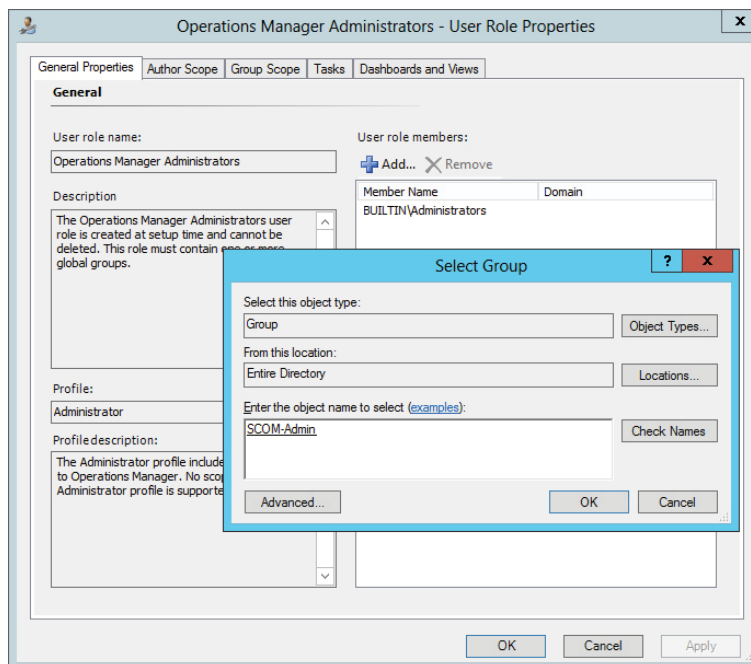 Operations Manager Administrators - User Role Properties
x
General Properties
Author Scope
Group Scope
Tasks
Dashboards and Views
General
User role name:
Operations Manager Administrators
Description
The Operations Manager Administrators user
role is created at setup time and cannot be
deleted. This role must contain one or more
global groups.
Profile:
Administrator
Profile description:
The Administrator profile include
to Operations Manager. No scop
Administrator profile is supporte
User role members:
Add...
Remove
Member Name
Domain
BUILTIN\Administrators
Select Group
?
x
Select this object type:
Group
Object Types...
From this location:
Entire Directory
Locations...
Enter the object name to select (examples):
SCOM-Admin
Check Names
Advanced...
OK
Cancel
OK
Cancel
Apply